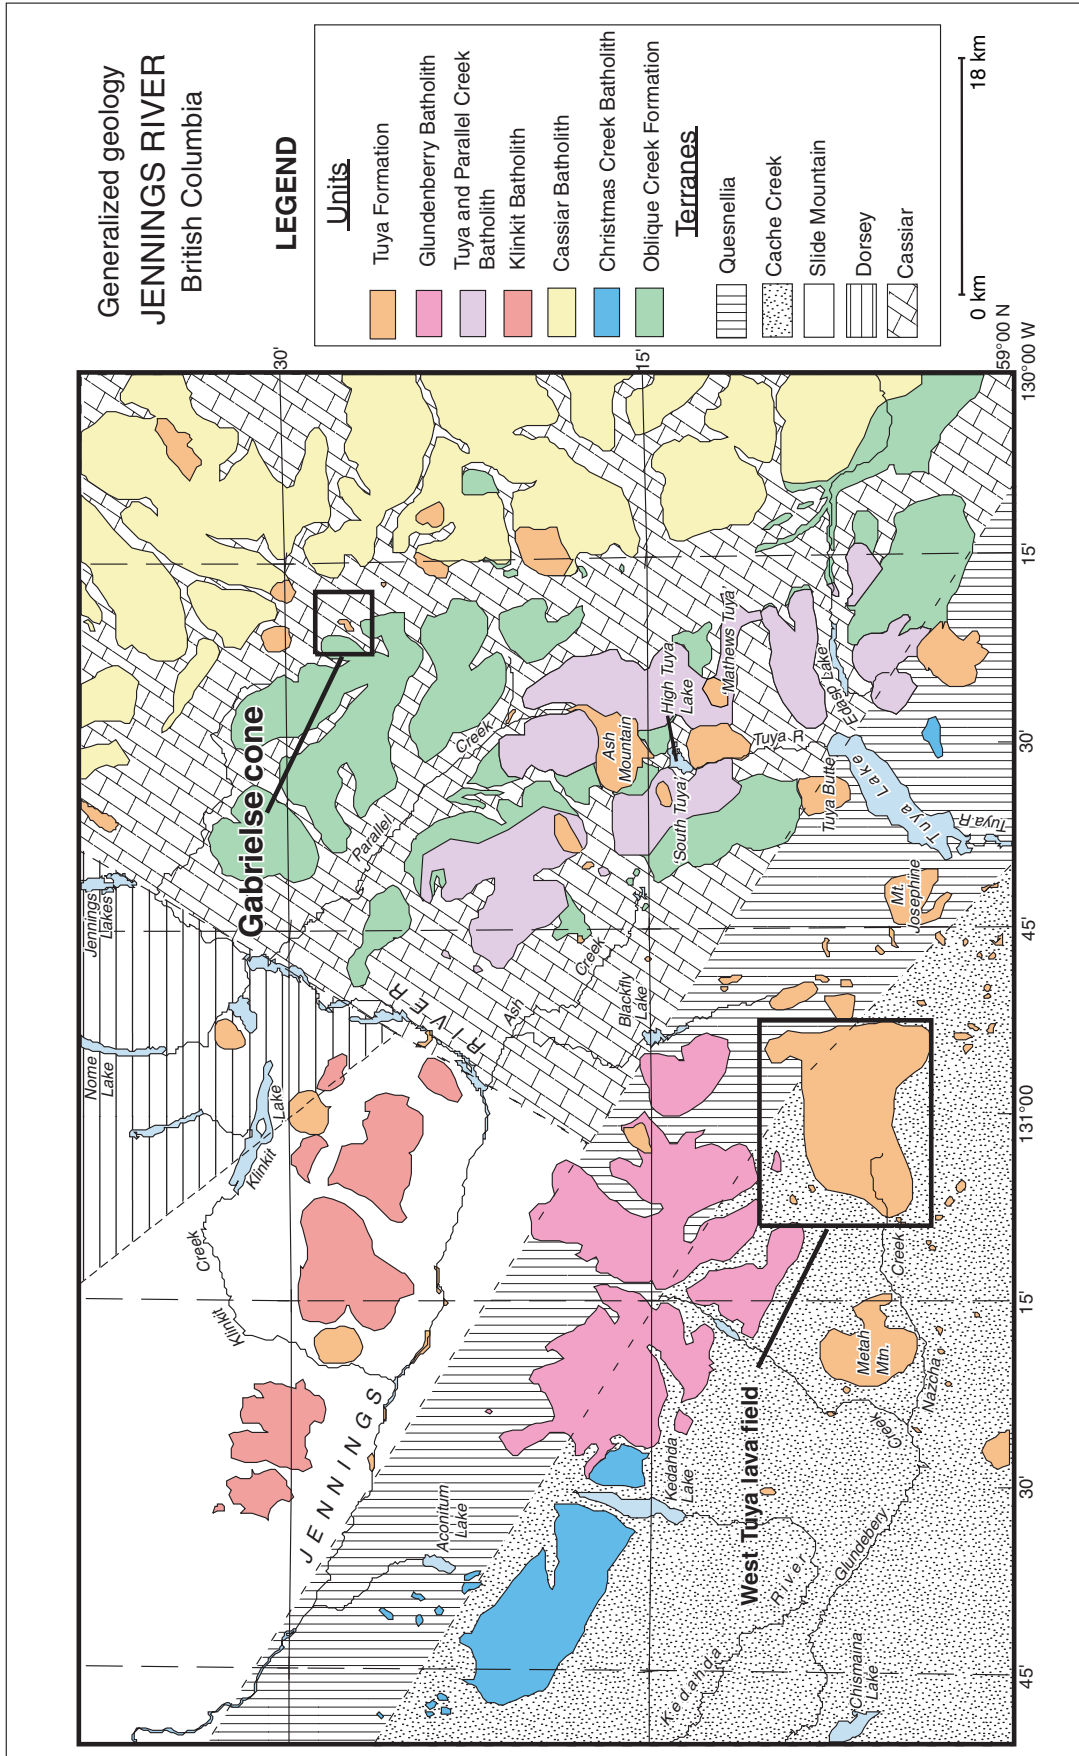 Generalized geology
JENNINGS RIVER
British Columbia
LEGEND
Units
Tuya Formation
Glundenberry Batholith
Tuya and Parallel Creek
Batholith
Klinkit Batholith
Cassiar Batholith
Christmas Creek Batholith
Oblique Creek Formation
Terranes
Quesnellia
Cache Creek
Slide Mountain
Dorsey
Cassiar
0 km
18 km
30'
15'
59°00 N
130°00 W
15'
30'
45'
131°00
15'
30'
45'
Jennings
Lakes
Nome
Lake
Klinkit
Lake
Klinkit
Creek
JENNINGS
RIVER
Gabrielse cone
Parallel
Creek
Ash
Mountain
High Tuya
Lake
'Mathews Tuya'
'South Tuya'
Tuya R
Edasp Lake
Tuya Butte
Tuya Lake
Tuya R
Tuya
Mt.
Josephine
Ash
Creek
Blackfly
Lake
Aconitum
Lake
Kedahda
Lake
West Tuya lava field
Metah
Mtn.
Creek
Nazcha
Creek
Glundebery
Kedahda
River
Chismaina
Lake